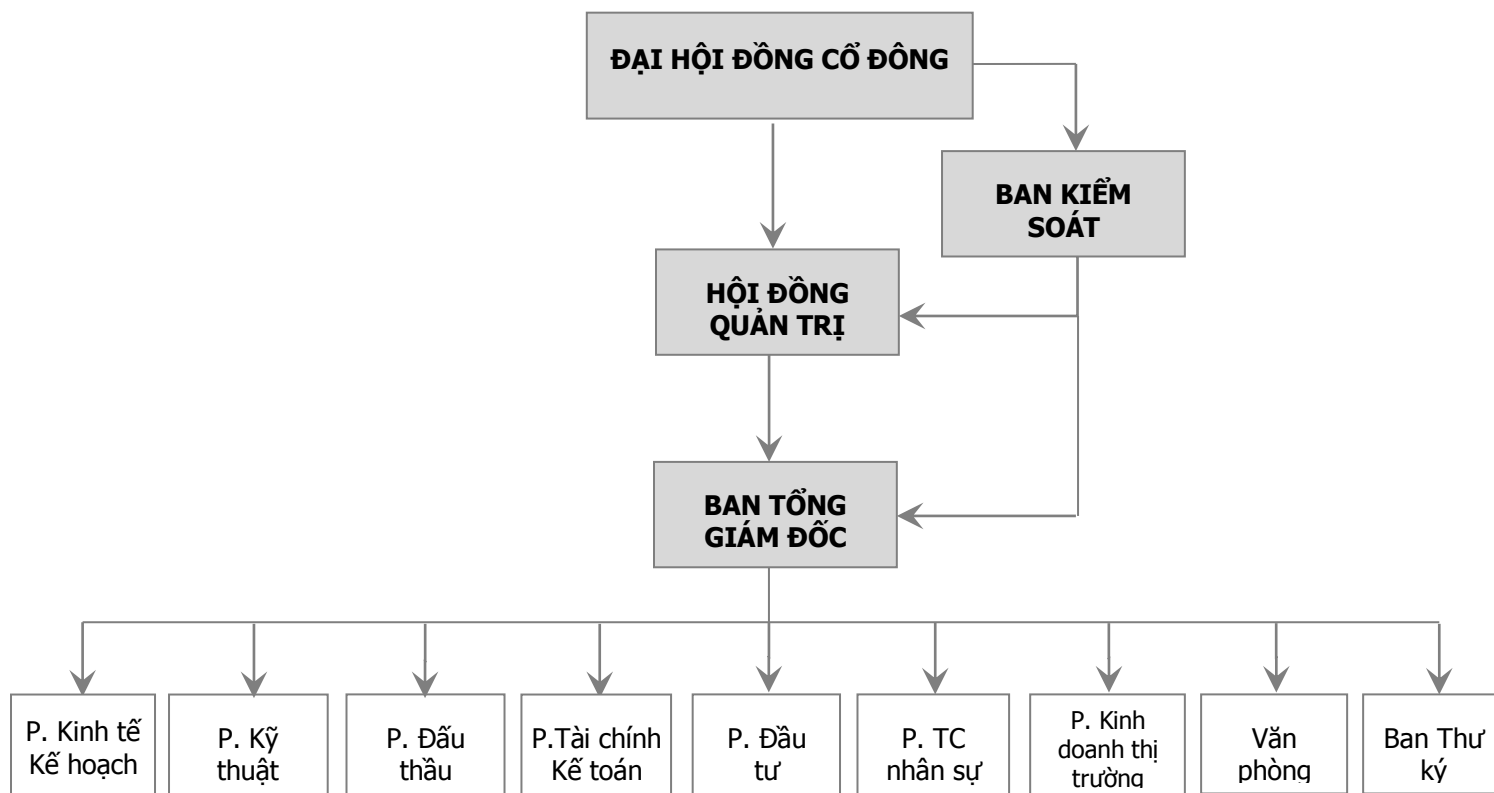 ĐẠI HỘI ĐỒNG CỔ ĐÔNG
BAN KIỂM
SOÁT
HỘI ĐỒNG
QUẢN TRỊ
BAN TỔNG
GIÁM ĐỐC
P. Kinh tế
Kế hoạch
P. Kỹ
thuật
P. Đấu
thầu
P.Tài chính
Kế toán
P. Đầu
tư
P. TC
nhân sự
P. Kinh
doanh thị
trường
Văn
phòng
Ban Thư
ký